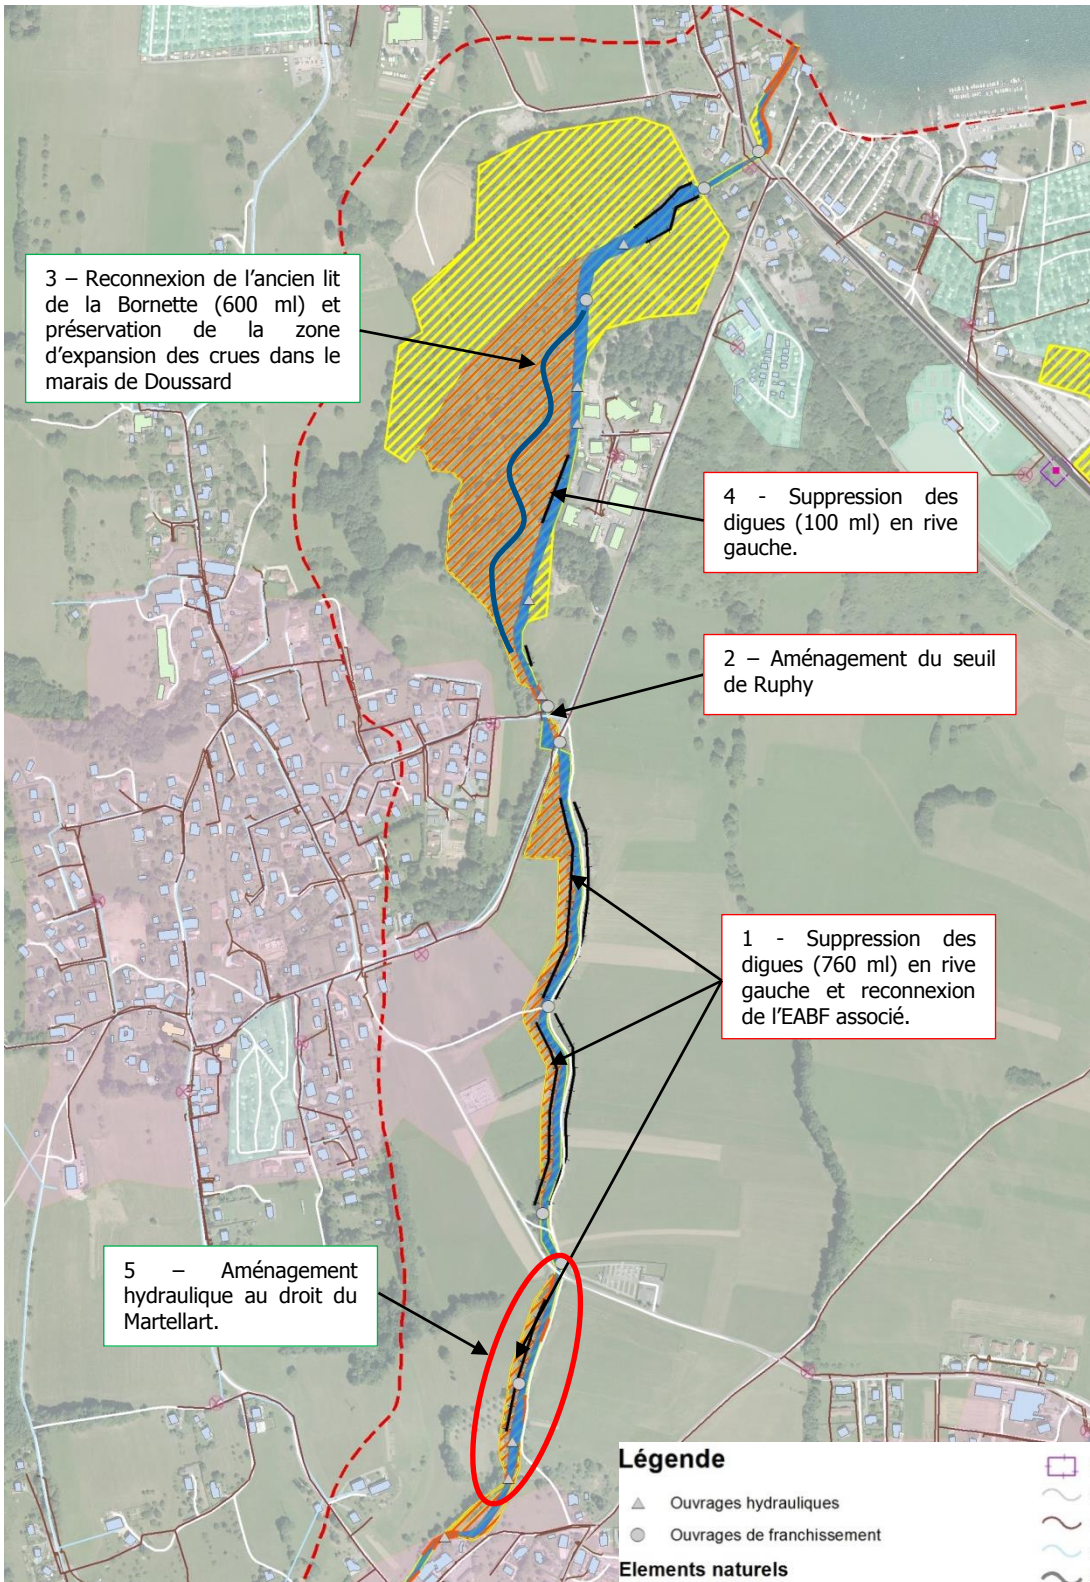 3 – Reconnexion de l'ancien lit
de la Bornette (600 ml) et
préservation de la zone
d'expansion des crues dans le
marais de Doussard
4 - Suppression des
digues (100 ml) en rive
gauche.
2 – Aménagement du seuil
de Ruphy
1 - Suppression des
digues (760 ml) en rive
gauche et reconnexion
de l'EABF associé.
5 – Aménagement
hydraulique au droit du
Martellart.
Légende
Ouvrages hydrauliques
Ouvrages de franchissement
Elements naturels